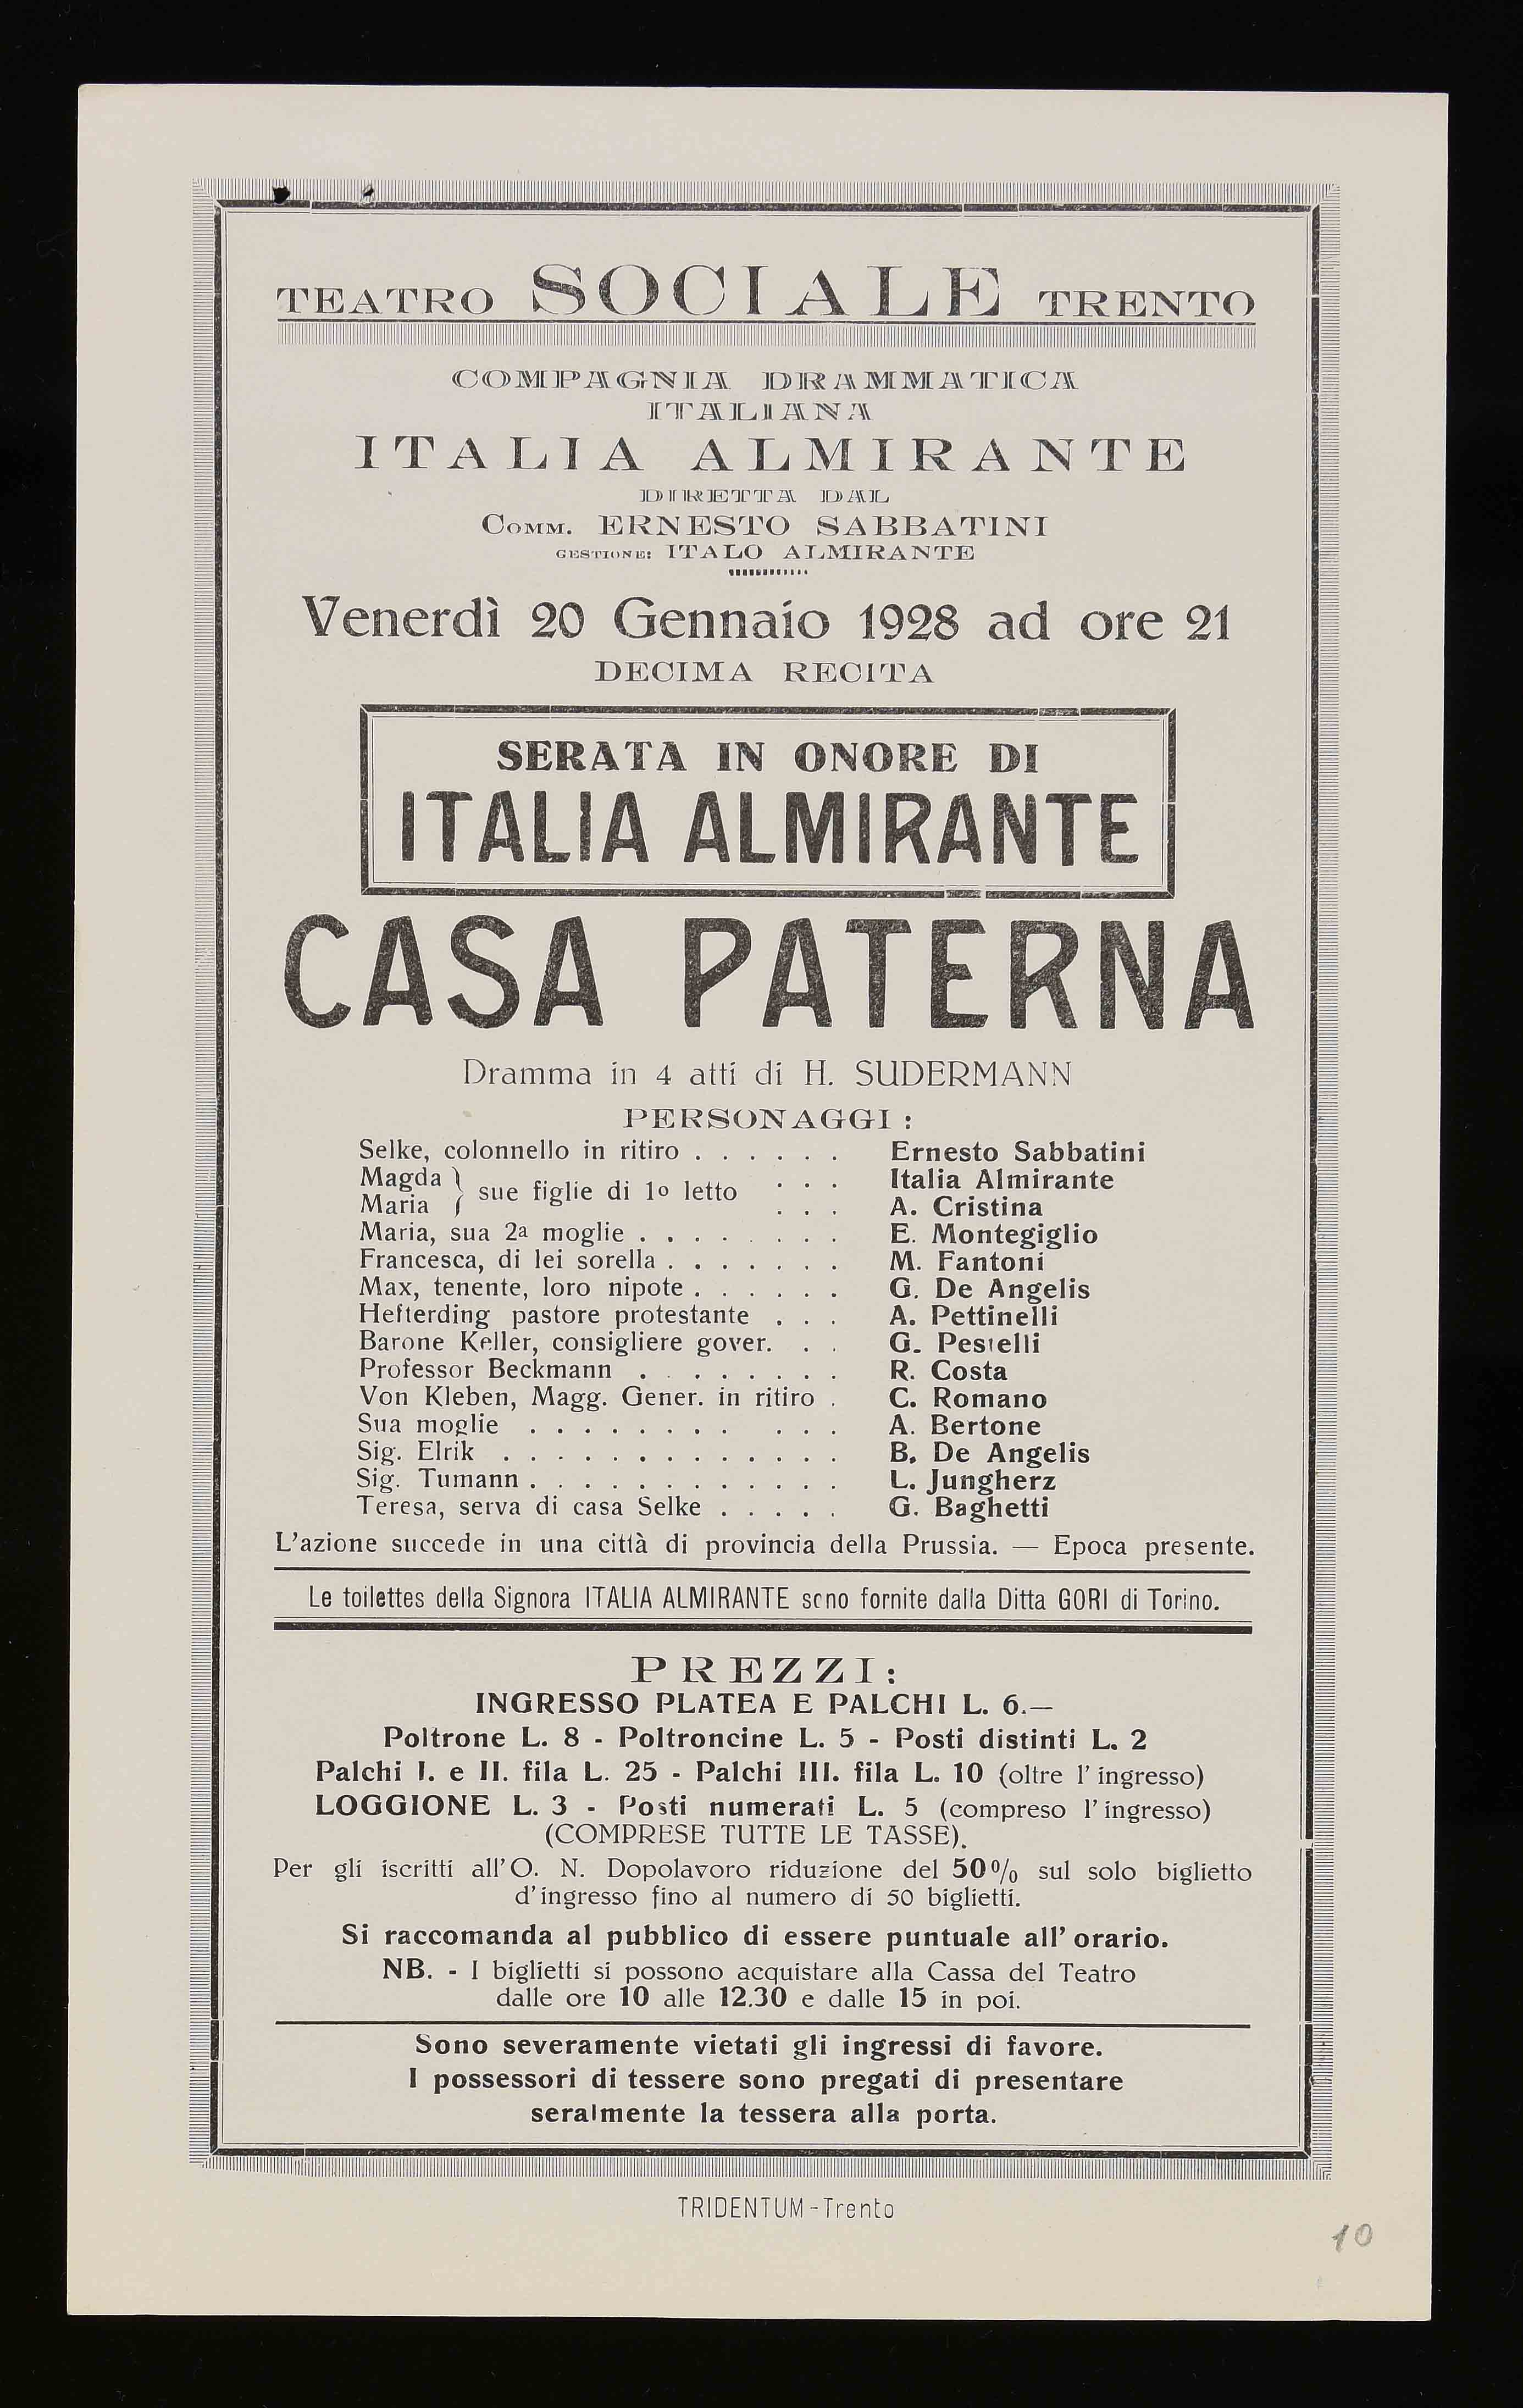 TEATRO SOCIALE TRENTO
COMPAGNIA DRAMMATICA
ITALIANA
ITALIA ALMIRANTE
DIRETTA DAL
COMM. ERNESTO SABBATINI
GESTIONE: ITALO ALMIRANTE
Venerdì 20 Gennaio 1928 ad ore 21
DECIMA RECITA
SERATA IN ONORE DI
ITALIA ALMIRANTE
CASA PATERNA
Dramma in 4 atti di H. SUDERMANN
PERSONAGGI :
Selke, colonnello in ritiro . . . . . . Ernesto Sabbatini
Magda } sue figlie di 1º letto . . . Italia Almirante
Maria } . . . A. Cristina
Maria, sua 2a moglie . . . . . . . . E. Montegiglio
Francesca, di lei sorella . . . . . . . M. Fantoni
Max, tenente, loro nipote . . . . . . G. De Angelis
Hefterding pastore protestante . . . A. Pettinelli
Barone Keller, consigliere gover. . . G. Pestelli
Professor Beckmann . . . . . . . . R. Costa
Von Kleben, Magg. Gener. in ritiro . C. Romano
Sua moglie . . . . . . . . . . . A. Bertone
Sig. Elrik . . . . . . . . . . . . . B. De Angelis
Sig. Tumann . . . . . . . . . . . . L. Jungherz
Teresa, serva di casa Selke . . . . . G. Baghetti
L'azione succede in una città di provincia della Prussia. — Epoca presente.
Le toilettes della Signora ITALIA ALMIRANTE sono fornite dalla Ditta GORI di Torino.
PREZZI:
INGRESSO PLATEA E PALCHI L. 6.—
Poltrone L. 8 - Poltroncine L. 5 - Posti distinti L. 2
Palchi I. e II. fila L. 25 - Palchi III. fila L. 10 (oltre l' ingresso)
LOGGIONE L. 3 - Posti numerati L. 5 (compreso l' ingresso)
(COMPRESE TUTTE LE TASSE).
Per gli iscritti all'O. N. Dopolavoro riduzione del 50% sul solo biglietto
d'ingresso fino al numero di 50 biglietti.
Si raccomanda al pubblico di essere puntuale all' orario.
NB. - I biglietti si possono acquistare alla Cassa del Teatro
dalle ore 10 alle 12.30 e dalle 15 in poi.
Sono severamente vietati gli ingressi di favore.
I possessori di tessere sono pregati di presentare
seralmente la tessera alla porta.
TRIDENTUM - Trento
10